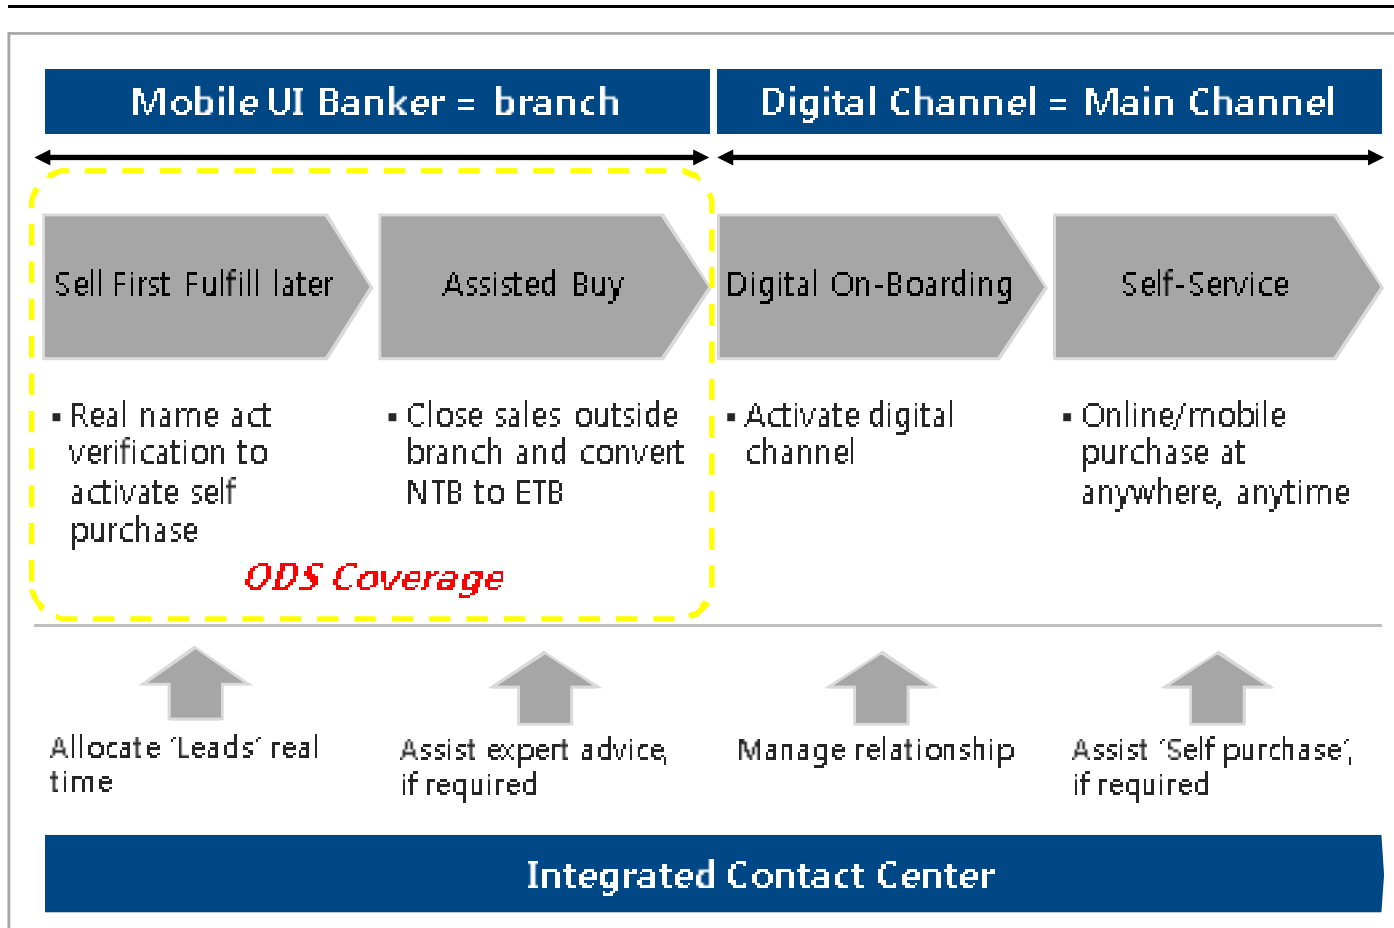 Mobile UI Banker = branch
Digital Channel = Main Channel
Sell First Fulfill later
Assisted Buy
Digital On-Boarding
Self-Service
▪ Real name act
verification to
activate self
purchase
▪ Close sales outside
branch and convert
NTB to ETB
▪ Activate digital
channel
▪ Online/mobile
purchase at
anywhere, anytime
ODS Coverage
Allocate ‘Leads’ real
time
Assist expert advice,
if required
Manage relationship
Assist ‘Self purchase’,
if required
Integrated Contact Center